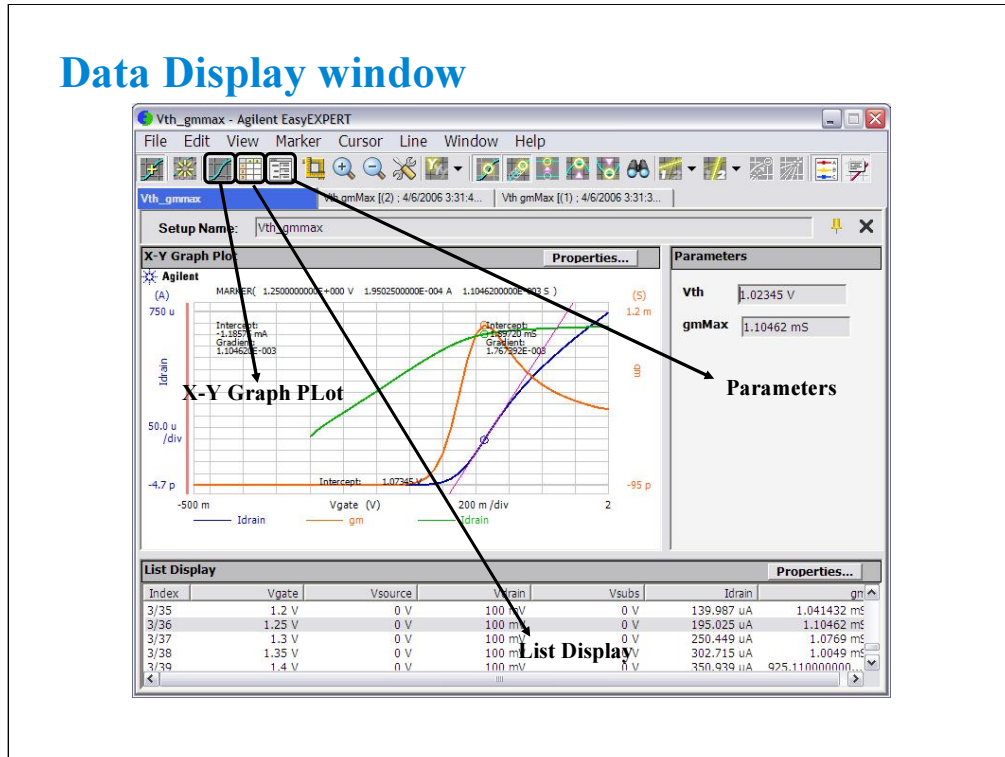 Data Display window
Vth_gmmax - Agilent EasyEXPERT
File Edit View Marker Cursor Line Window Help
Vth_gmmax
Vth gmMax [(2) ; 4/6/2006 3:31:4...
Vth gmMax [(1) ; 4/6/2006 3:31:3...
Setup Name: Vth_gmmax
X-Y Graph Plot Properties...
Parameters
Agilent
MARKER( 1.2500000000E+000 V 1.9502500000E-004 A 1.1046200000E-003 S )
(A) (S)
750 u 1.2 m
Intercept:
-1.18575 mA
Gradient:
1.104620E-003
Intercept:
-1.89720 mS
Gradient:
1.767292E-003
Vth 1.02345 V
gmMax 1.10462 mS
Idrain
gm
X-Y Graph PLot
Parameters
50.0 u
/div
Intercept: 1.07345 V
-4.7 p -95 p
-500 m Vgate (V) 200 m /div 2
Idrain gm Idrain
List Display Properties...
Index Vgate Vsource Vdrain Vsubs Idrain gm
3/35 1.2 V 0 V 100 mV 0 V 139.987 uA 1.041432 mS
3/36 1.25 V 0 V 100 mV 0 V 195.025 uA 1.10462 mS
3/37 1.3 V 0 V 100 mV 0 V 250.449 uA 1.0769 mS
3/38 1.35 V 0 V 100 mV 0 V 302.715 uA 1.0049 mS
List Display
3/39 1.4 V 0 V 100 mV 0 V 350.939 uA 925.110000000...